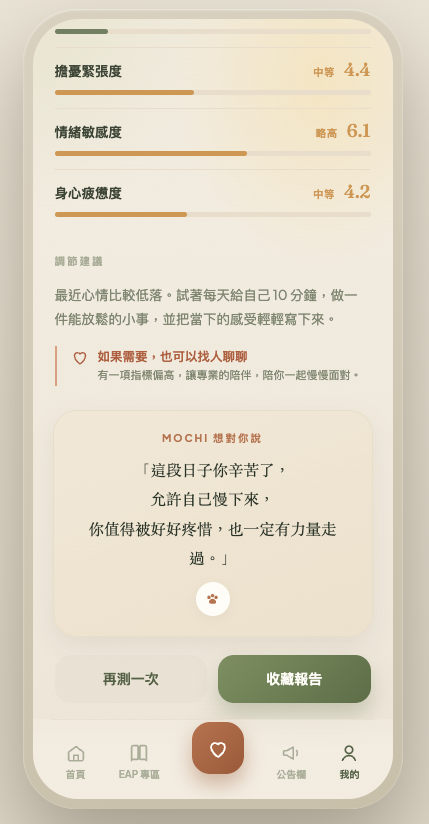 擔憂緊張度
中等 4.4
情緒敏感度
略高 6.1
身心疲憊度
中等 4.2
調節建議
最近心情比較低落。試著每天給自己 10 分鐘，做一
件能放鬆的小事，並把當下的感受輕輕寫下來。
如果需要，也可以找人聊聊
有一項指標偏高，讓專業的陪伴，陪你一起慢慢面對。
MOCHI 想對你說
「這段日子你辛苦了，
允許自己慢下來，
你值得被好好疼惜，也一定有力量走
過。」
再測一次
收藏報告
首頁
EAP 專區
公告欄
我的